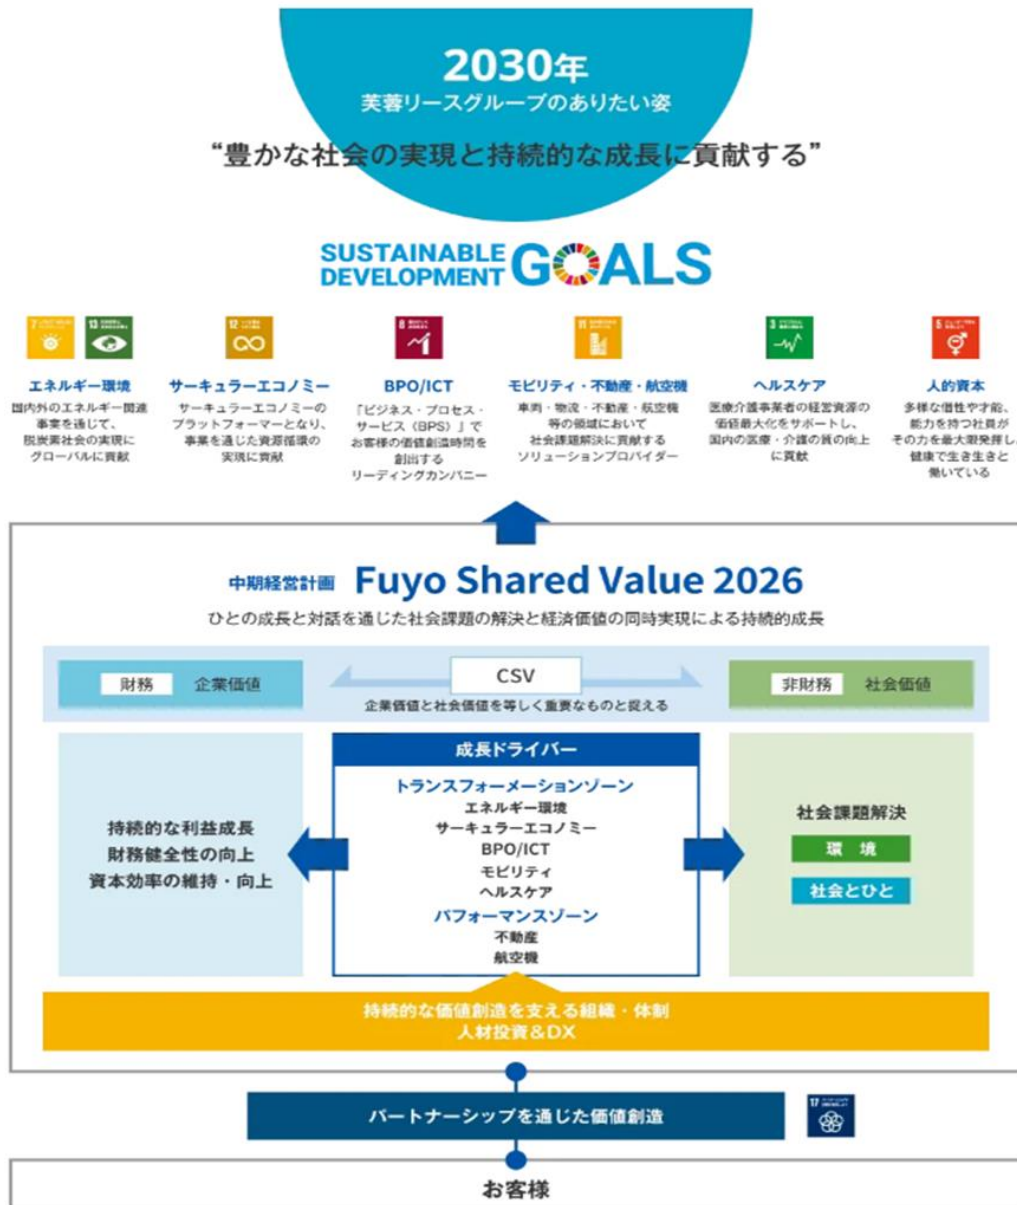 2030年
芙蓉リースグループのありたい姿
“豊かな社会の実現と持続的な成長に貢献する”
SUSTAINABLE
DEVELOPMENT
GOALS
7
13
12
8
11
3
5
エネルギー環境
国内外のエネルギー関連
事業を通じて、
脱炭素社会の実現に
グローバルに貢献
サーキュラーエコノミー
サーキュラーエコノミーの
プラットフォーマーとなり、
事業を通じた資源循環の
実現に貢献
BPO/ICT
「ビジネス・プロセス・
サービス（BPS）」で
お客様の価値創造時間を
創出する
リーディングカンパニー
モビリティ・不動産・航空機
車両・物流・不動産・航空機
等の領域において
社会課題解決に貢献する
ソリューションプロバイダー
ヘルスケア
医療介護事業者の経営資源の
価値最大化をサポートし、
国内の医療・介護の質の向上
に貢献
人的資本
多様な個性や才能、
能力を持つ社員が
その力を最大限発揮し、
健康で生き生きと
働いている
中期経営計画 Fuyo Shared Value 2026
ひとの成長と対話を通じた社会課題の解決と経済価値の同時実現による持続的成長
財務 企業価値
CSV
企業価値と社会価値を等しく重要なものと捉える
非財務 社会価値
持続的な利益成長
財務健全性の向上
資本効率の維持・向上
成長ドライバー
トランスフォーメーションゾーン
エネルギー環境
サーキュラーエコノミー
BPO/ICT
モビリティ
ヘルスケア
パフォーマンスゾーン
不動産
航空機
社会課題解決
環 境
社会とひと
持続的な価値創造を支える組織・体制
人材投資＆DX
パートナーシップを通じた価値創造
17
お客様